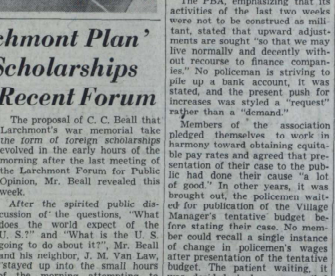 chmont Plan'
Scholarships
Recent Forum
The proposal of C. C. Beall that
Larchmont's war memorial take
the form of foreign scholarships
evolved in the early hours of the
morning after the last meeting of
the Larchmont Forum for Public
Opinion, Mr. Beall revealed this
week.
After the spirited public dis-
cussion of the questions, "What
does the world expect of the
U. S.?" and "What is the U. S.
going to do about it?", Mr. Beall
and his neighbor, J. M. Van Law,
stayed up into the small hours
of the morning
The PBA, emphasizing that its
activities of the last two weeks
were not to be construed as mili-
tant, stated that upward adjust-
ments are sought "so that we may
live normally and decently with-
out recourse to finance compan-
ies." No policeman is striving to
pile up a bank account, it was
stated, and the present push for
increases was styled a "request"
rather than a "demand."
Members of the association
pledged themselves to work in
harmony toward obtaining equita-
ble pay rates and agreed that pre-
sentation of their case to the pub-
lic had done their cause "a lot
of good." In other years, it was
brought out, the policemen wait-
ed for publication of the Village
Manager's tentative budget be-
fore stating their case. No mem-
ber could recall a single instance
of change in policemen's wages
after presentation of the tentative
budget. The patient waiting,